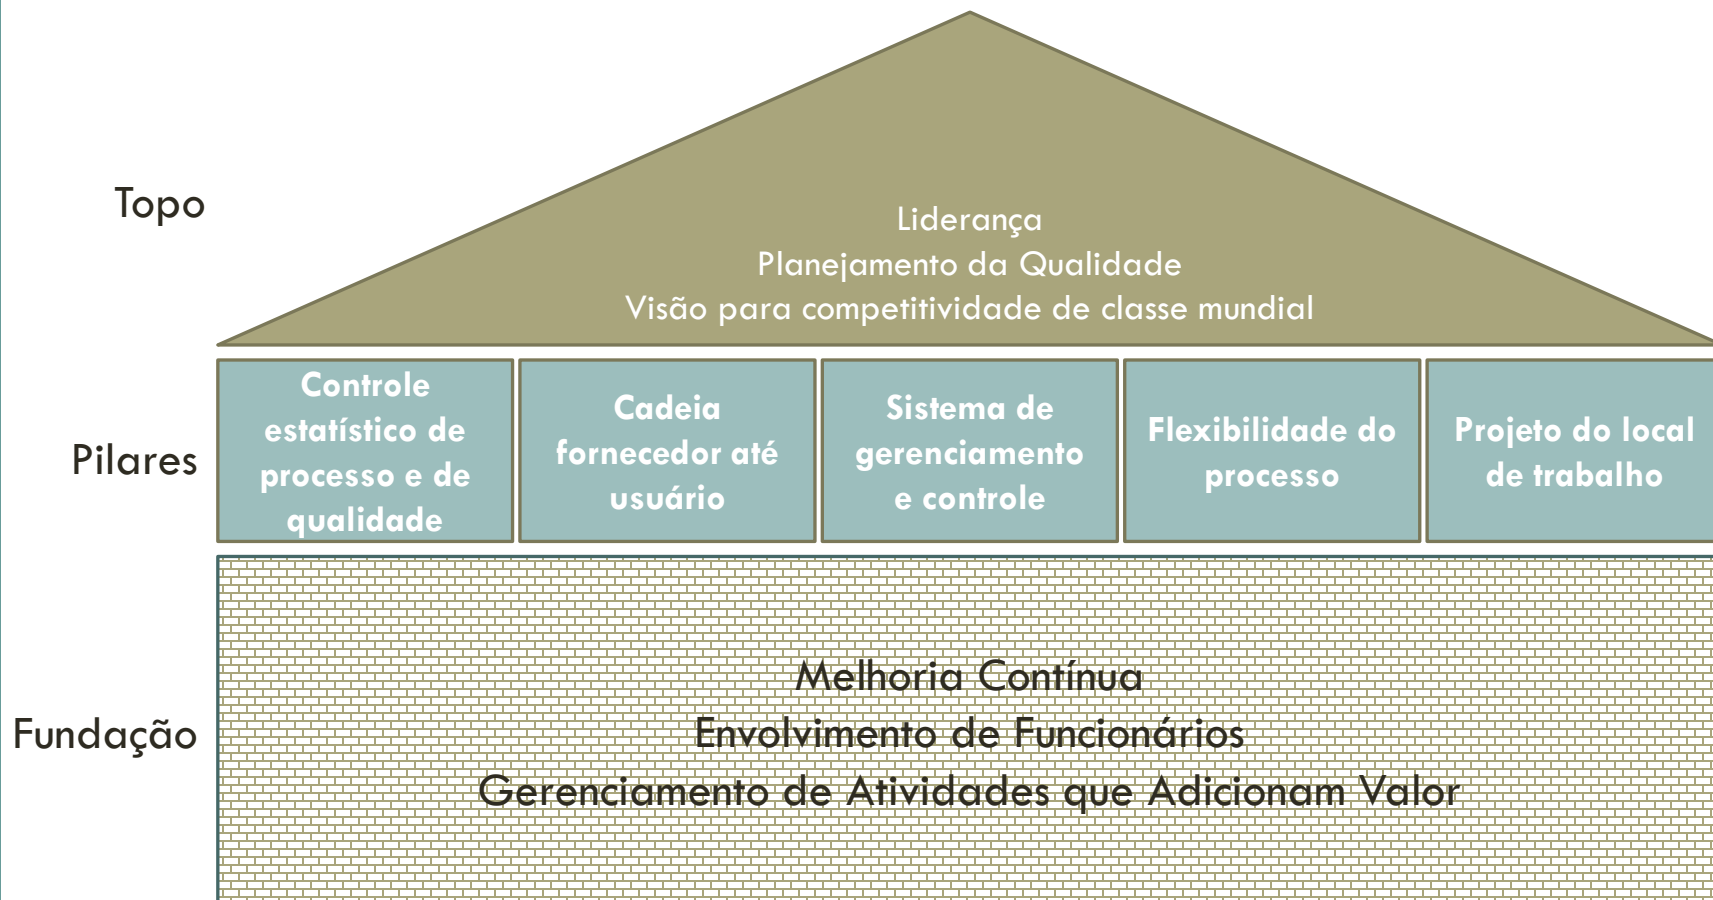 Topo
Liderança
Planejamento da Qualidade
Visão para competitividade de classe mundial
Pilares
Controle
estatístico de
processo e de
qualidade
Cadeia
fornecedor até
usuário
Sistema de
gerenciamento
e controle
Flexibilidade do
processo
Projeto do local
de trabalho
Fundação
Melhoria Contínua
Envolvimento de Funcionários
Gerenciamento de Atividades que Adicionam Valor